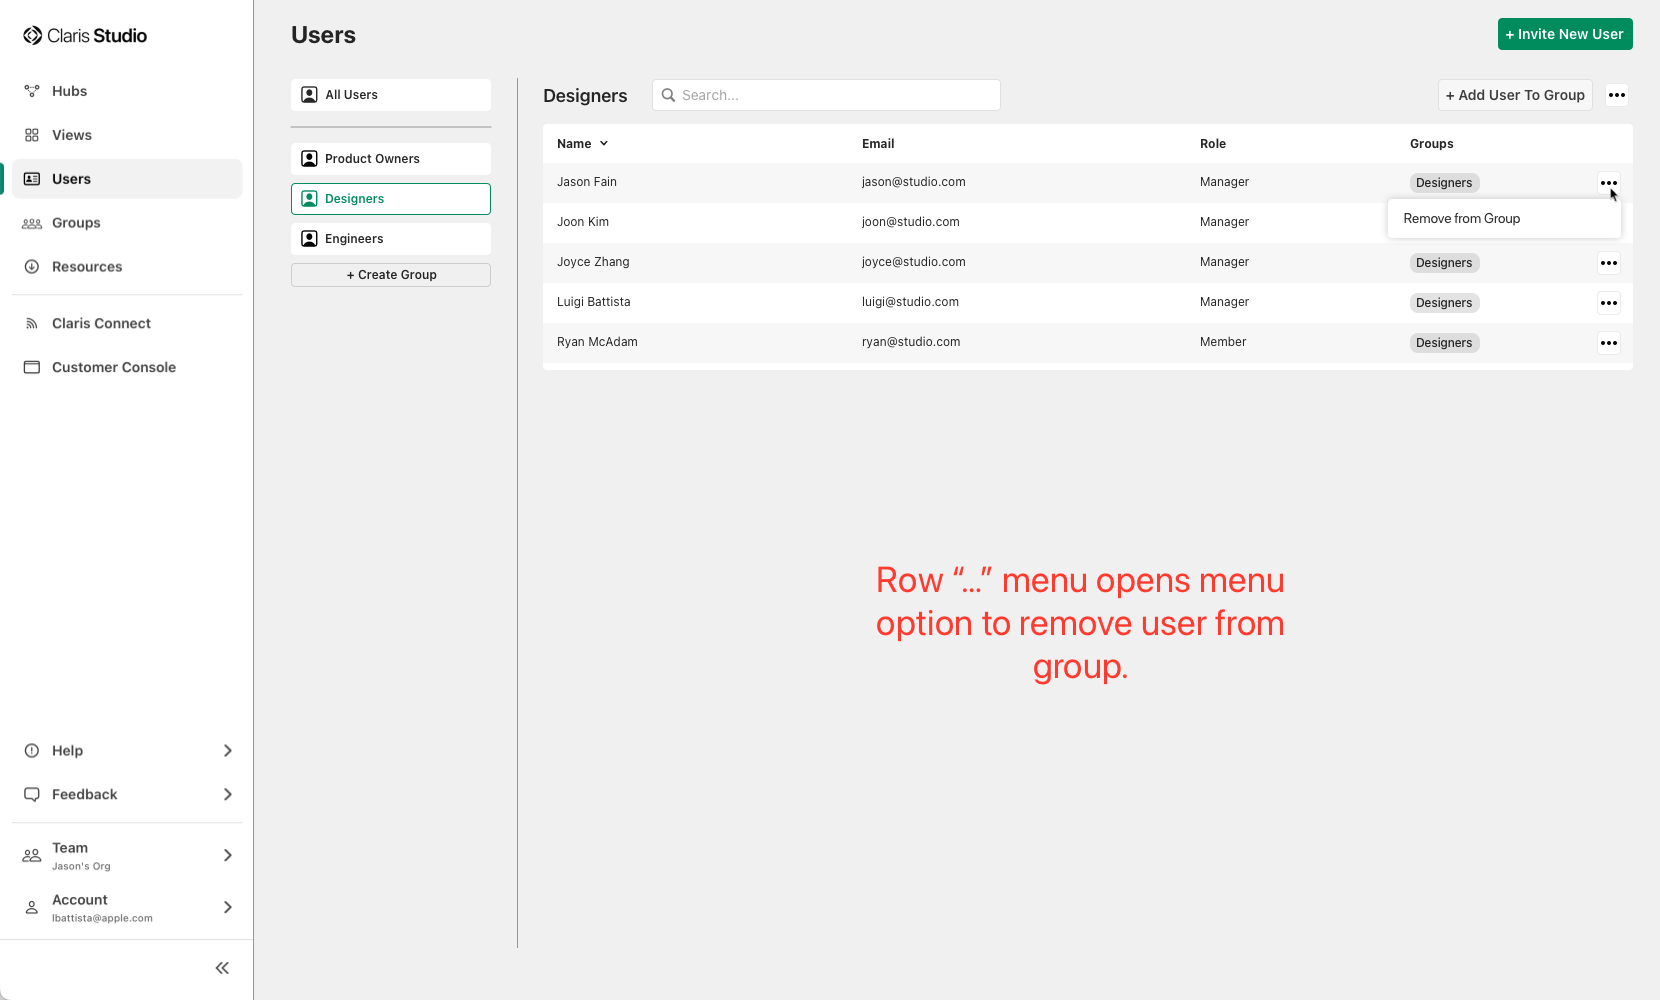 Claris Studio
Hubs
Views
Users
Groups
Resources
Claris Connect
Customer Console
Help
Feedback
Team
Jason's Org
Account
lbattista@apple.com
Users
+ Invite New User
All Users
Product Owners
Designers
Engineers
+ Create Group
Designers
Search...
+ Add User To Group
Name Email Role Groups
Jason Fain jason@studio.com Manager Designers
Remove from Group
Joon Kim joon@studio.com Manager
Joyce Zhang joyce@studio.com Manager Designers
Luigi Battista luigi@studio.com Manager Designers
Ryan McAdam ryan@studio.com Member Designers
Row “...” menu opens menu
option to remove user from
group.